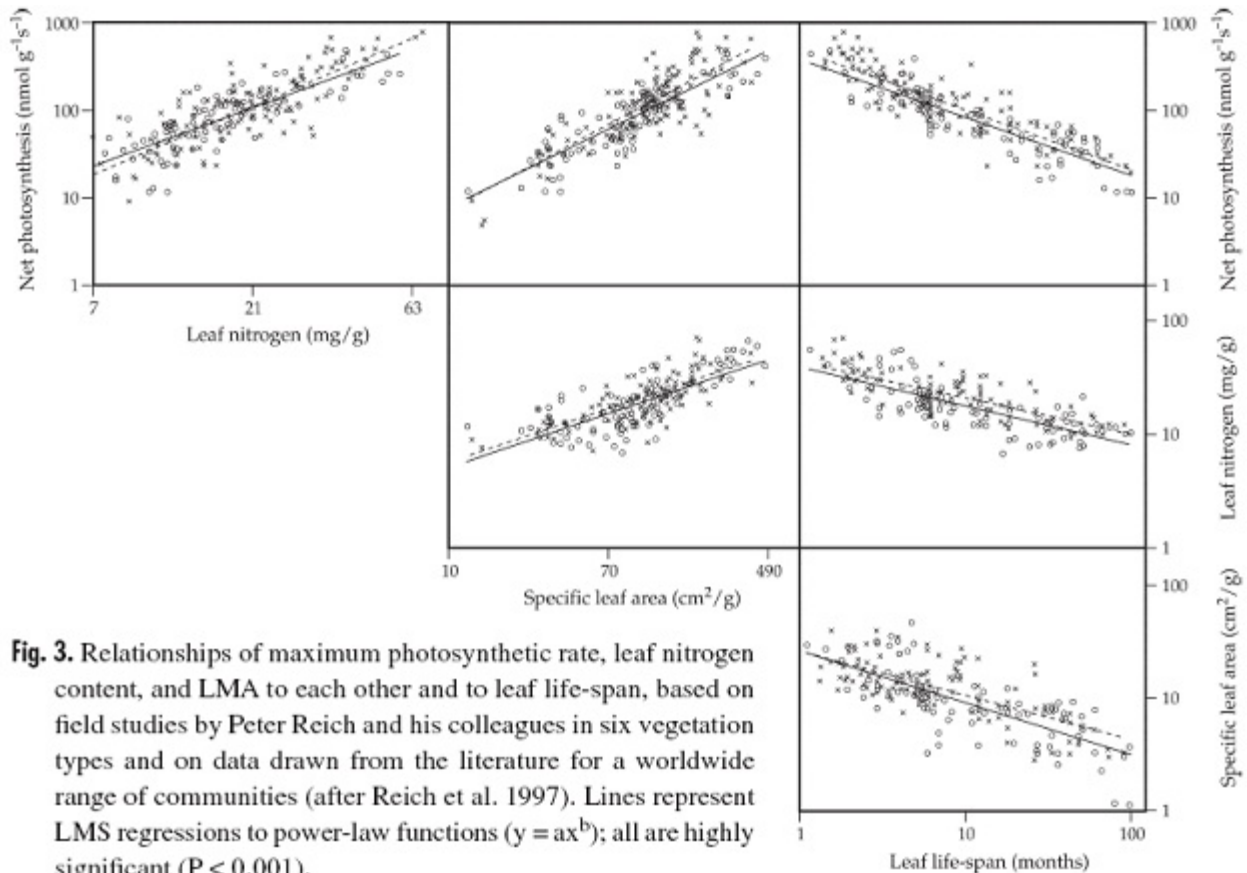 Net photosynthesis (nmol g⁻¹s⁻¹)
1000
100
10
1
7
21
63
Leaf nitrogen (mg/g)
1000
100
10
1
Net photosynthesis (nmol g⁻¹s⁻¹)
100
10
1
Leaf nitrogen (mg/g)
10
70
490
Specific leaf area (cm²/g)
100
10
1
Specific leaf area (cm²/g)
1
10
100
Leaf life-span (months)
Fig. 3. Relationships of maximum photosynthetic rate, leaf nitrogen
content, and LMA to each other and to leaf life-span, based on
field studies by Peter Reich and his colleagues in six vegetation
types and on data drawn from the literature for a worldwide
range of communities (after Reich et al. 1997). Lines represent
LMS regressions to power-law functions (y = axᵇ); all are highly
significant (P < 0.001).